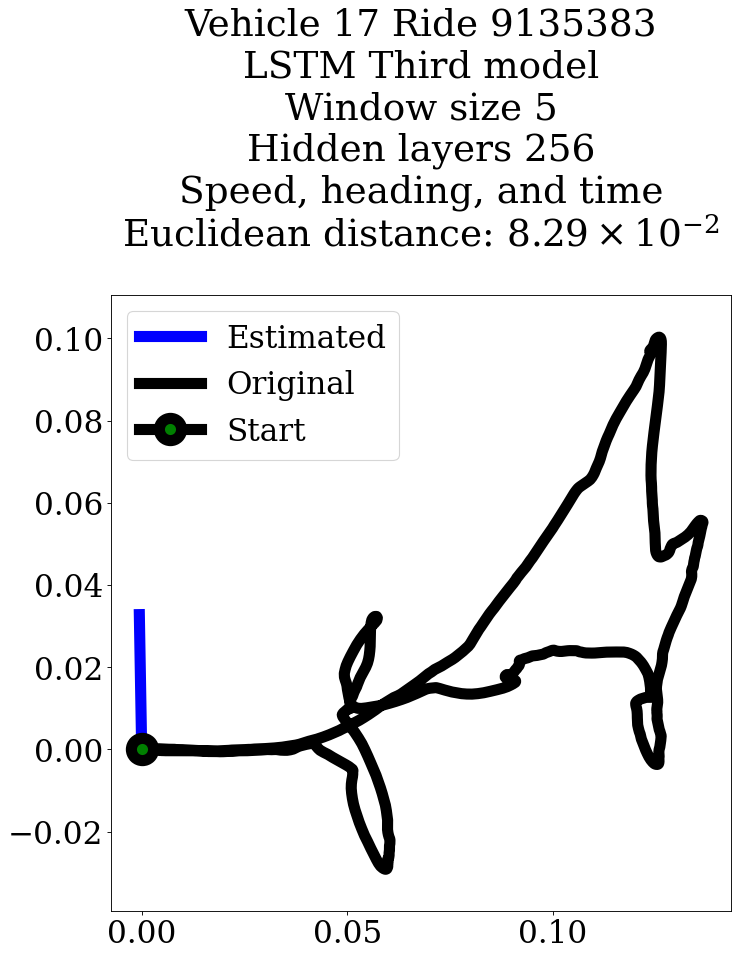 Vehicle 17 Ride 9135383
LSTM Third model
Window size 5
Hidden layers 256
Speed, heading, and time
Euclidean distance: 8.29 × 10⁻²
Estimated
Original
Start
0.10
0.08
0.06
0.04
0.02
0.00
−0.02
0.00 0.05 0.10